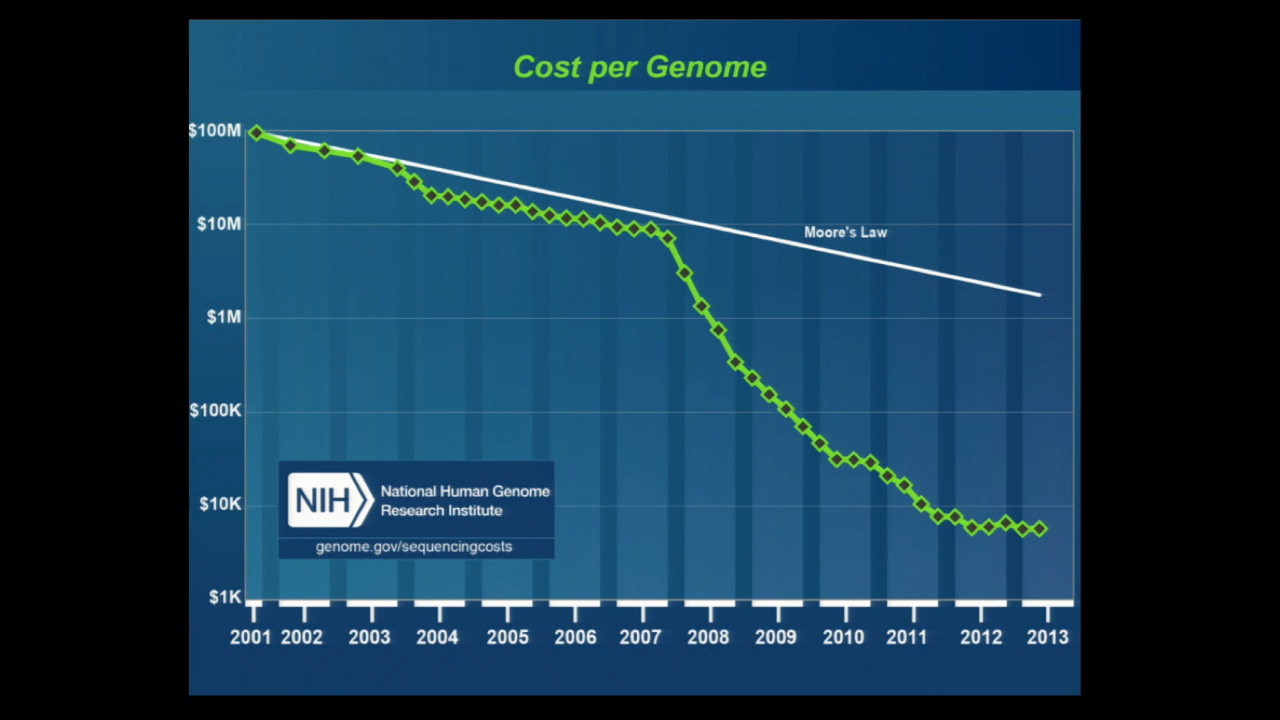 Cost per Genome
$100M
$10M
$1M
$100K
$10K
$1K
Moore's Law
NIH
National Human Genome
Research Institute
genome.gov/sequencingcosts
2001 2002 2003 2004 2005 2006 2007 2008 2009 2010 2011 2012 2013